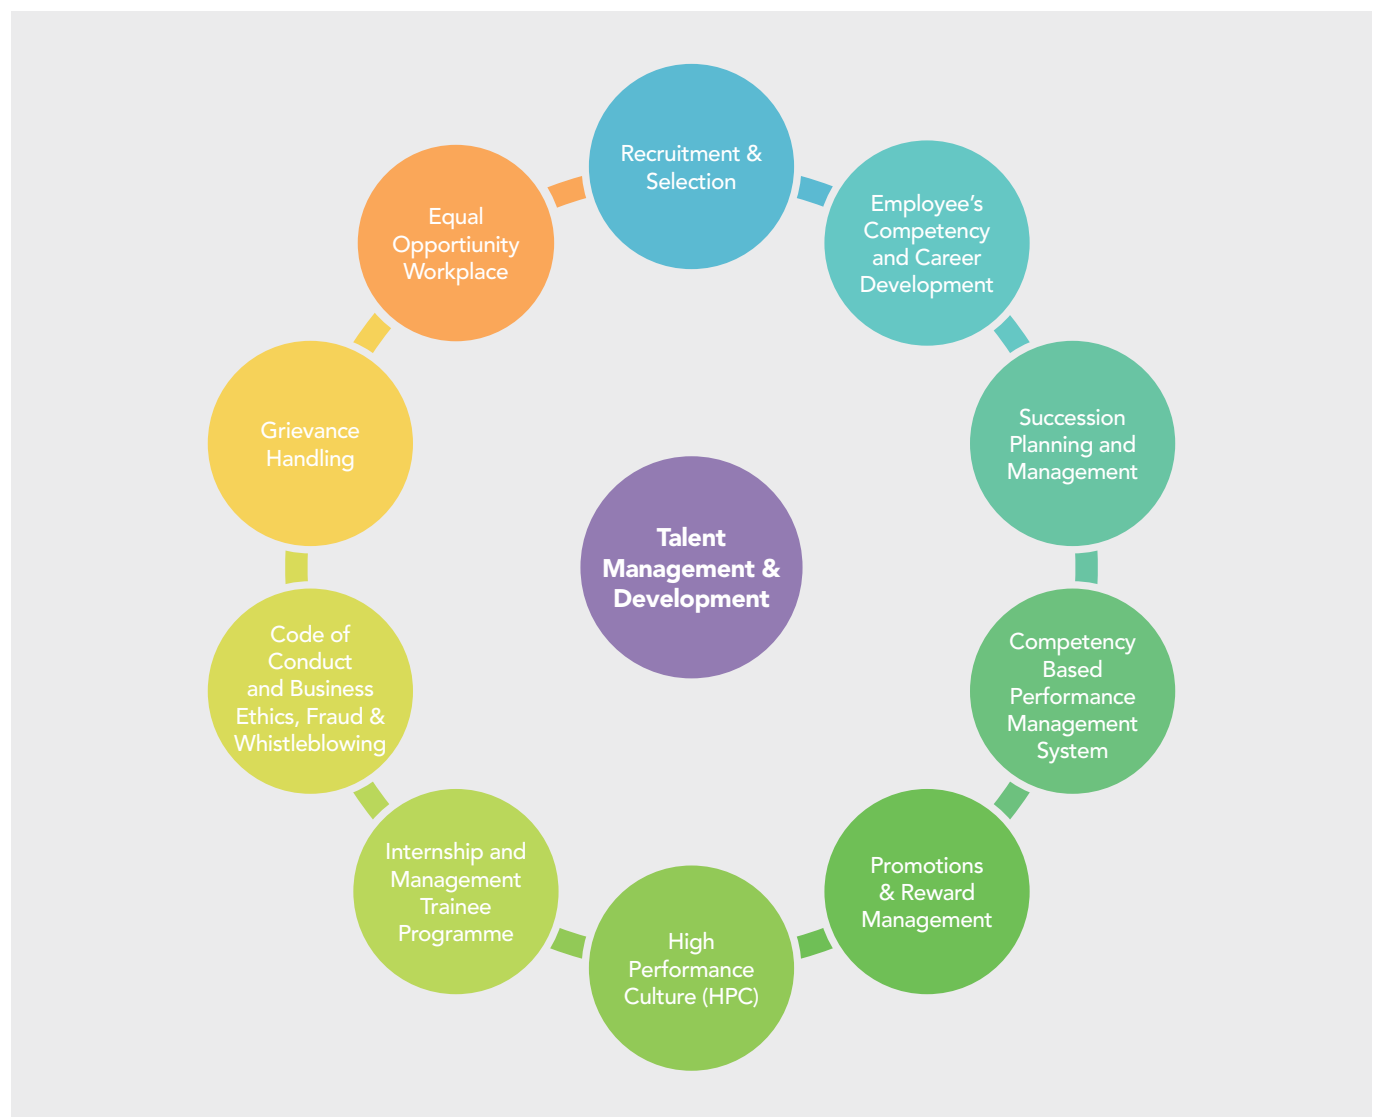 Recruitment &
Selection
Employee’s
Competency
and Career
Development
Succession
Planning and
Management
Competency
Based
Performance
Management
System
Promotions
& Reward
Management
High
Performance
Culture (HPC)
Internship and
Management
Trainee
Programme
Code of
Conduct
and Business
Ethics, Fraud &
Whistleblowing
Grievance
Handling
Equal
Opportiunity
Workplace
Talent
Management &
Development